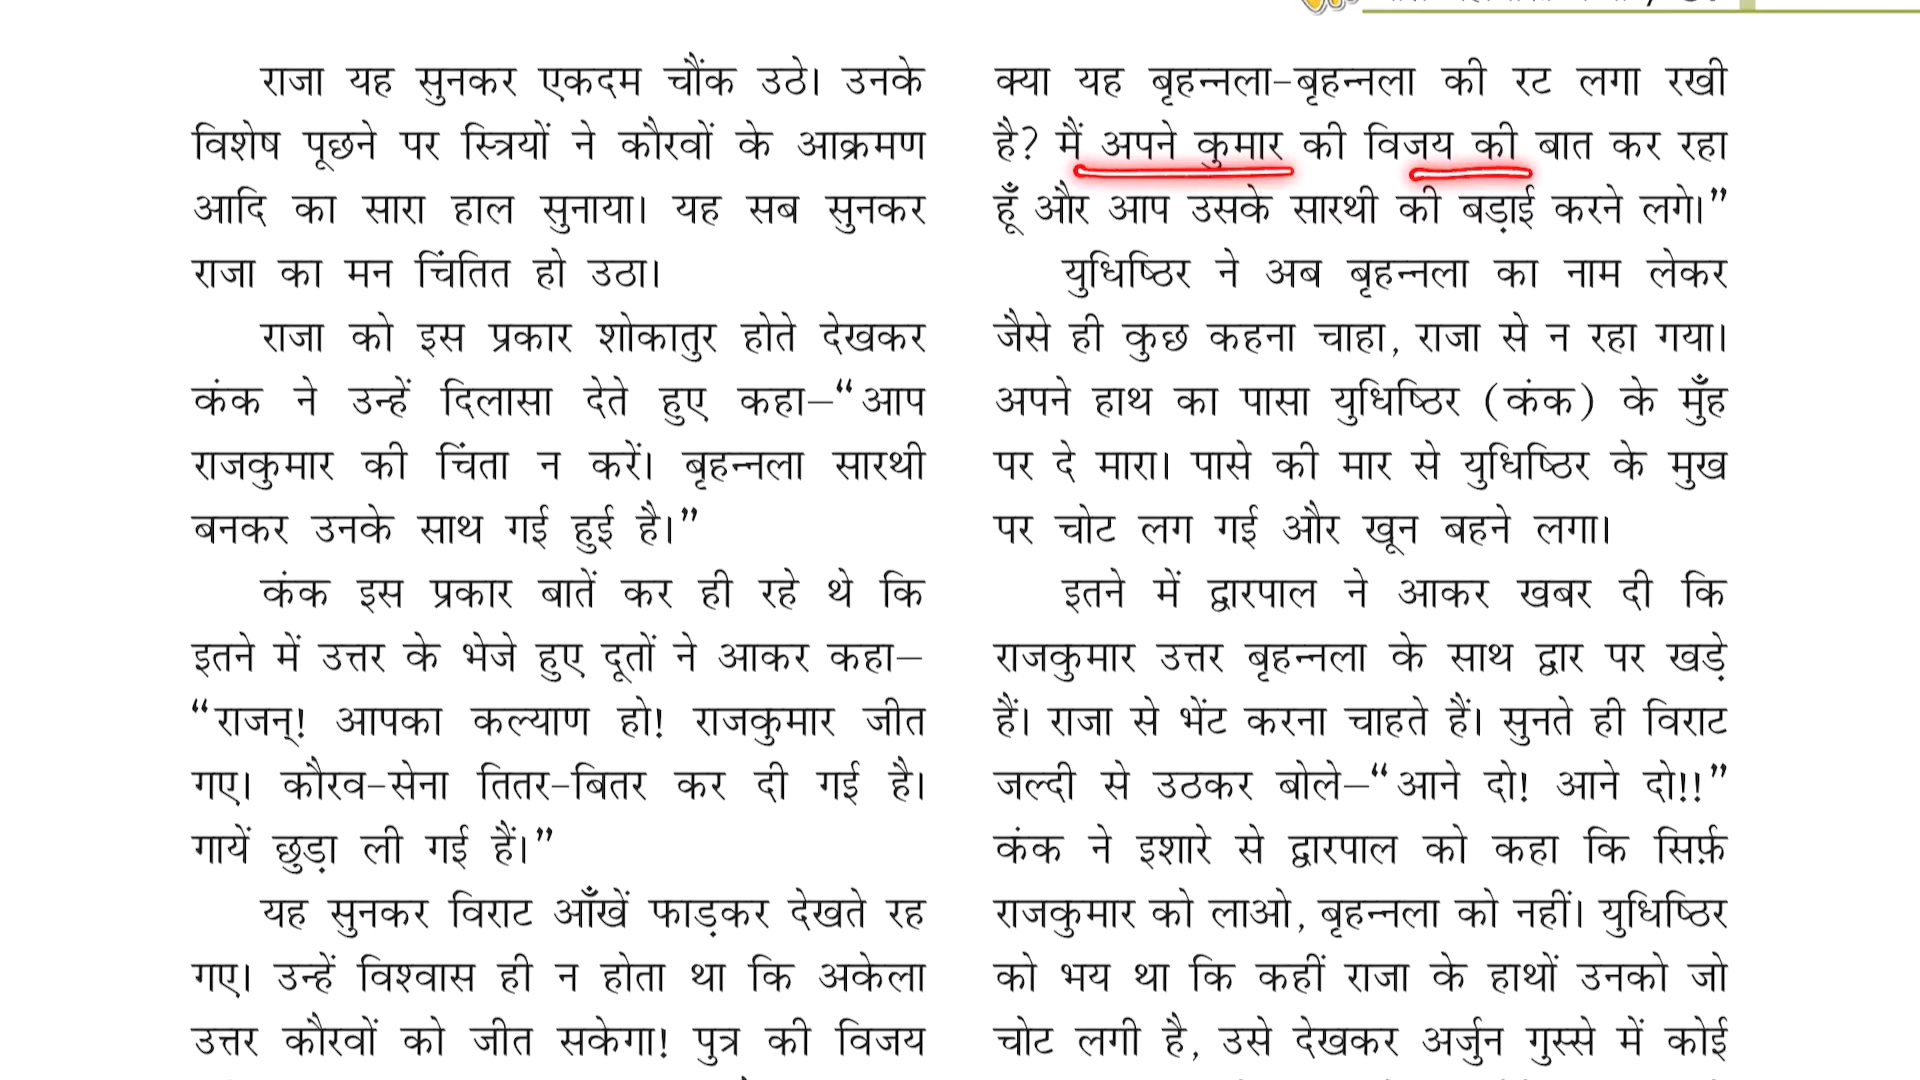 राजा यह सुनकर एकदम चौंक उठे। उनके
विशेष पूछने पर स्त्रियों ने कौरवों के आक्रमण
आदि का सारा हाल सुनाया। यह सब सुनकर
राजा का मन चिंतित हो उठा।
राजा को इस प्रकार शोकातुर होते देखकर
कंक ने उन्हें दिलासा देते हुए कहा–“आप
राजकुमार की चिंता न करें। बृहन्नला सारथी
बनकर उनके साथ गई हुई है।”
कंक इस प्रकार बातें कर ही रहे थे कि
इतने में उत्तर के भेजे हुए दूतों ने आकर कहा–
“राजन्! आपका कल्याण हो! राजकुमार जीत
गए। कौरव-सेना तितर-बितर कर दी गई है।
गायें छुड़ा ली गई हैं।”
यह सुनकर विराट आँखें फाड़कर देखते रह
गए। उन्हें विश्वास ही न होता था कि अकेला
उत्तर कौरवों को जीत सकेगा! पुत्र की विजय
क्या यह बृहन्नला-बृहन्नला की रट लगा रखी
है? मैं अपने कुमार की विजय की बात कर रहा
हूँ और आप उसके सारथी की बड़ाई करने लगे।”
युधिष्ठिर ने अब बृहन्नला का नाम लेकर
जैसे ही कुछ कहना चाहा, राजा से न रहा गया।
अपने हाथ का पासा युधिष्ठिर (कंक) के मुँह
पर दे मारा। पासे की मार से युधिष्ठिर के मुख
पर चोट लग गई और खून बहने लगा।
इतने में द्वारपाल ने आकर खबर दी कि
राजकुमार उत्तर बृहन्नला के साथ द्वार पर खड़े
हैं। राजा से भेंट करना चाहते हैं। सुनते ही विराट
जल्दी से उठकर बोले–“आने दो! आने दो!!”
कंक ने इशारे से द्वारपाल को कहा कि सिर्फ़
राजकुमार को लाओ, बृहन्नला को नहीं। युधिष्ठिर
को भय था कि कहीं राजा के हाथों उनको जो
चोट लगी है, उसे देखकर अर्जुन गुस्से में कोई